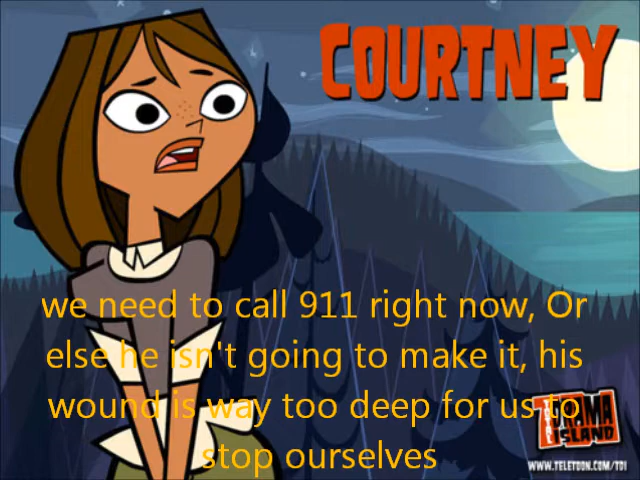 COURTNEY
we need to call 911 right now, Or
else he isn't going to make it, his
wound is way too deep for us to
stop ourselves
TOTAL
DRAMA
ISLAND
WWW.TELETOON.COM/TDI